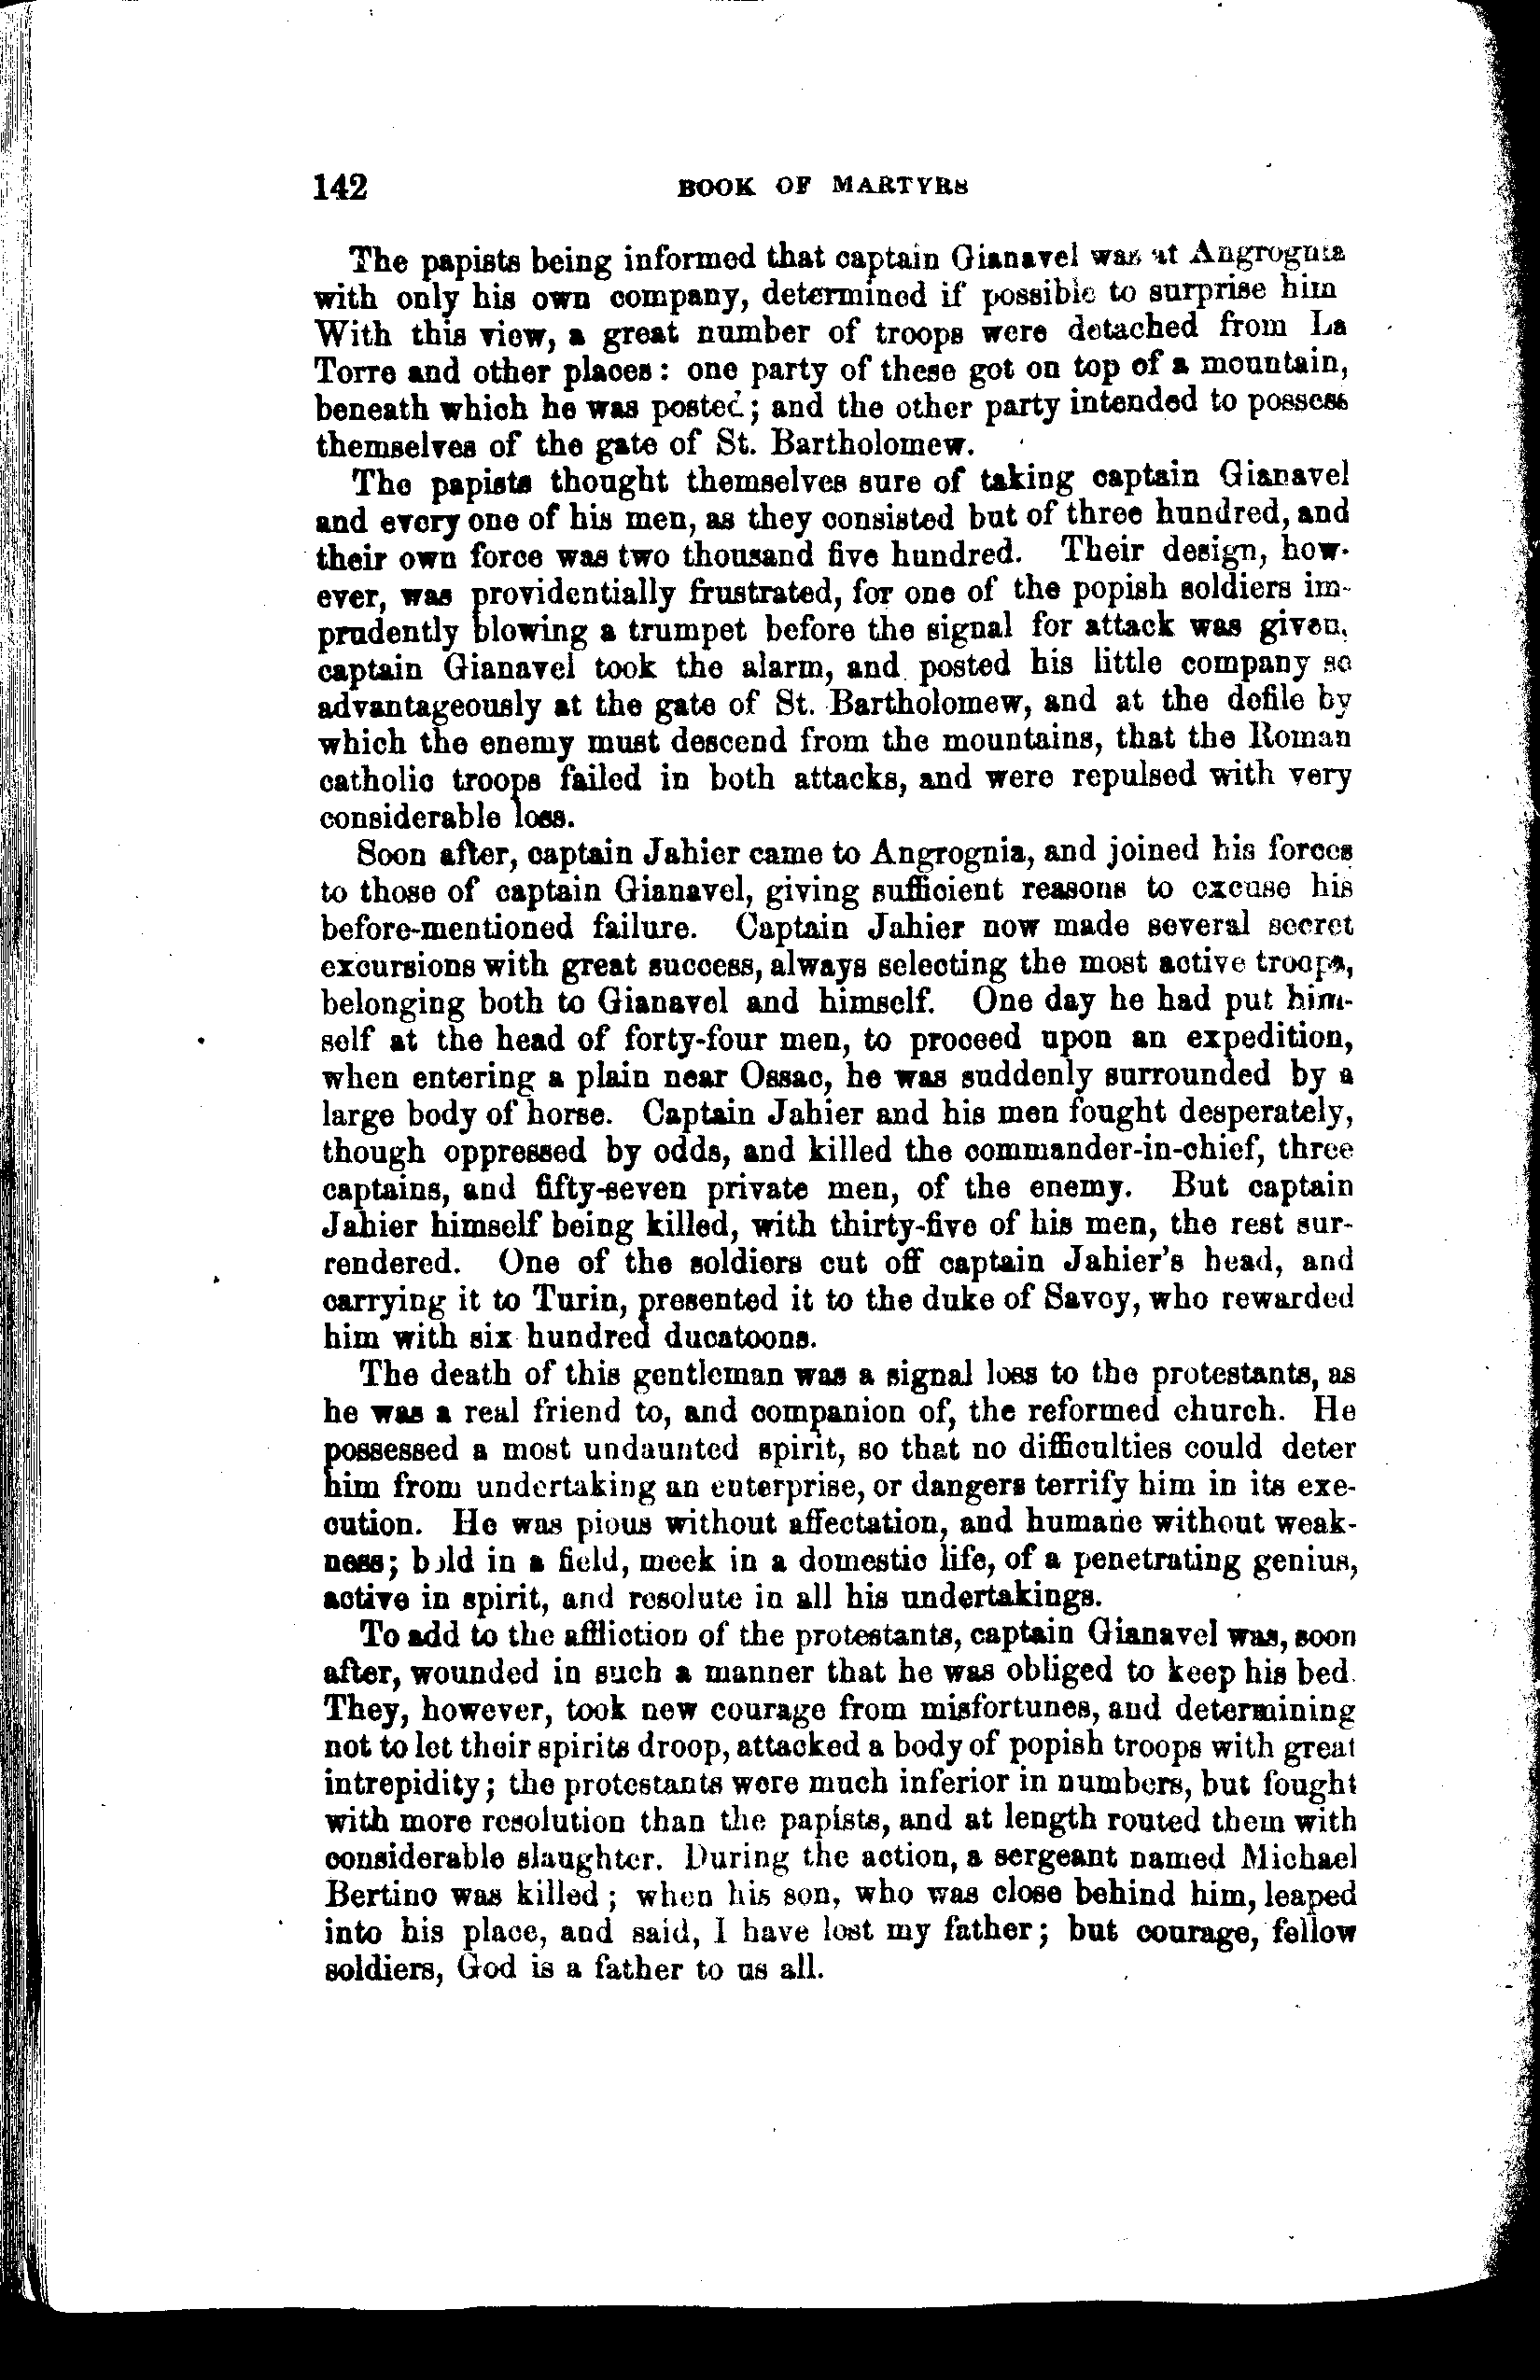 142 BOOK OF MARTYRS
The papists being informed that captain Gianavel was at Angrognia
with only his own company, determined if possible to surprise him
With this view, a great number of troops were detached from La
Torre and other places: one party of these got on top of a mountain,
beneath which he was posted; and the other party intended to possess
themselves of the gate of St. Bartholomew.
The papists thought themselves sure of taking captain Gianavel
and every one of his men, as they consisted but of three hundred, and
their own force was two thousand five hundred. Their design, how-
ever, was providentially frustrated, for one of the popish soldiers im-
prudently blowing a trumpet before the signal for attack was given,
captain Gianavel took the alarm, and posted his little company so
advantageously at the gate of St. Bartholomew, and at the defile by
which the enemy must descend from the mountains, that the Roman
catholic troops failed in both attacks, and were repulsed with very
considerable loss.
Soon after, captain Jahier came to Angrognia, and joined his forces
to those of captain Gianavel, giving sufficient reasons to excuse his
before-mentioned failure. Captain Jahier now made several secret
excursions with great success, always selecting the most active troops,
belonging both to Gianavel and himself. One day he had put him-
self at the head of forty-four men, to proceed upon an expedition,
when entering a plain near Ossac, he was suddenly surrounded by a
large body of horse. Captain Jahier and his men fought desperately,
though oppressed by odds, and killed the commander-in-chief, three
captains, and fifty-seven private men, of the enemy. But captain
Jahier himself being killed, with thirty-five of his men, the rest sur-
rendered. One of the soldiers cut off captain Jahier's head, and
carrying it to Turin, presented it to the duke of Savoy, who rewarded
him with six hundred ducatoons.
The death of this gentleman was a signal loss to the protestants, as
he was a real friend to, and companion of, the reformed church. He
possessed a most undaunted spirit, so that no difficulties could deter
him from undertaking an enterprise, or dangers terrify him in its exe-
cution. He was pious without affectation, and humane without weak-
ness; bold in a field, meek in a domestic life, of a penetrating genius,
active in spirit, and resolute in all his undertakings.
To add to the affliction of the protestants, captain Gianavel was, soon
after, wounded in such a manner that he was obliged to keep his bed.
They, however, took new courage from misfortunes, and determining
not to let their spirits droop, attacked a body of popish troops with great
intrepidity; the protestants were much inferior in numbers, but fought
with more resolution than the papists, and at length routed them with
considerable slaughter. During the action, a sergeant named Michael
Bertino was killed; when his son, who was close behind him, leaped
into his place, and said, I have lost my father; but courage, fellow
soldiers, God is a father to us all.